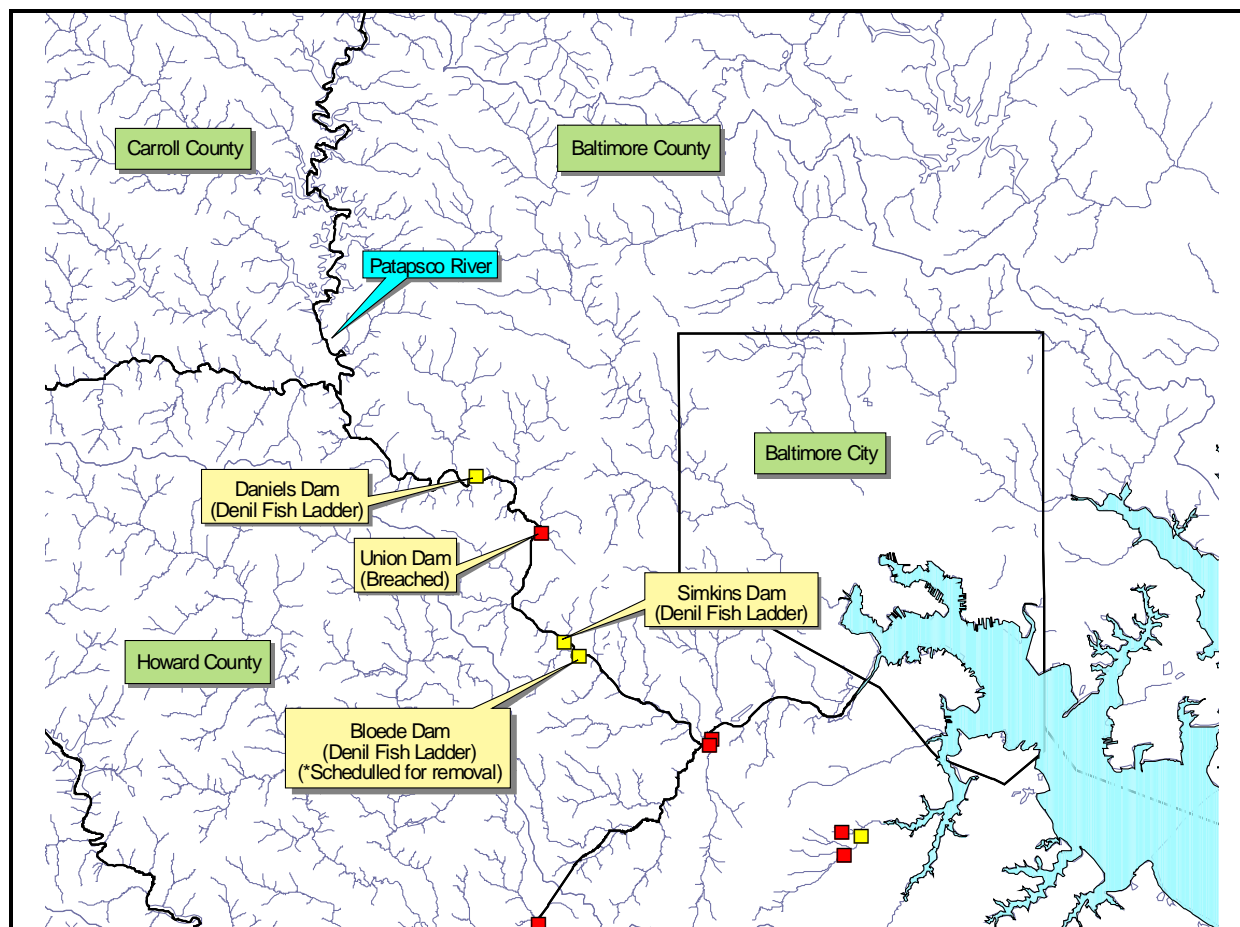 Carroll County
Baltimore County
Patapsco River
Baltimore City
Daniels Dam
(Denil Fish Ladder)
Union Dam
(Breached)
Simkins Dam
(Denil Fish Ladder)
Howard County
Bloede Dam
(Denil Fish Ladder)
(*Schedulled for removal)